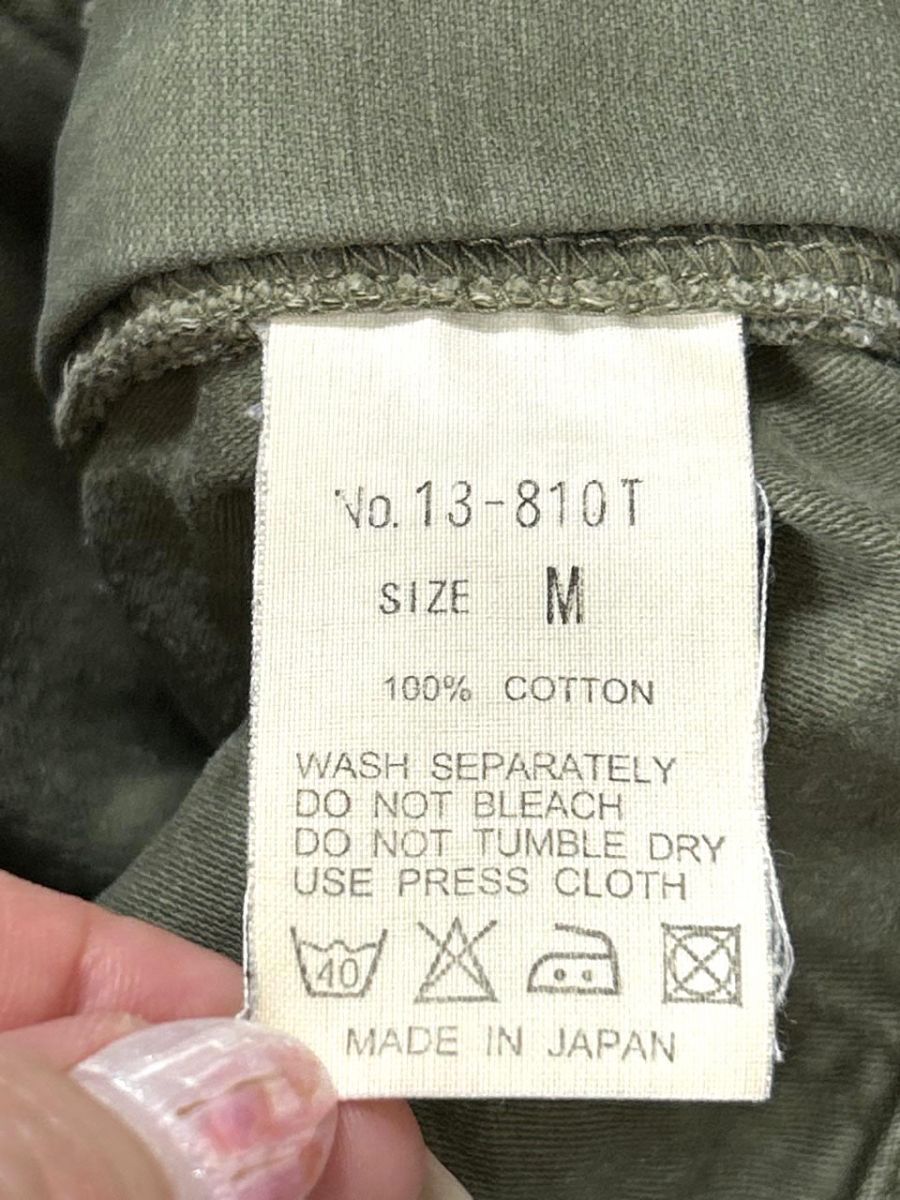 No. 13-810T
SIZE M
100% COTTON
WASH SEPARATELY
DO NOT BLEACH
DO NOT TUMBLE DRY
USE PRESS CLOTH
40
MADE IN JAPAN